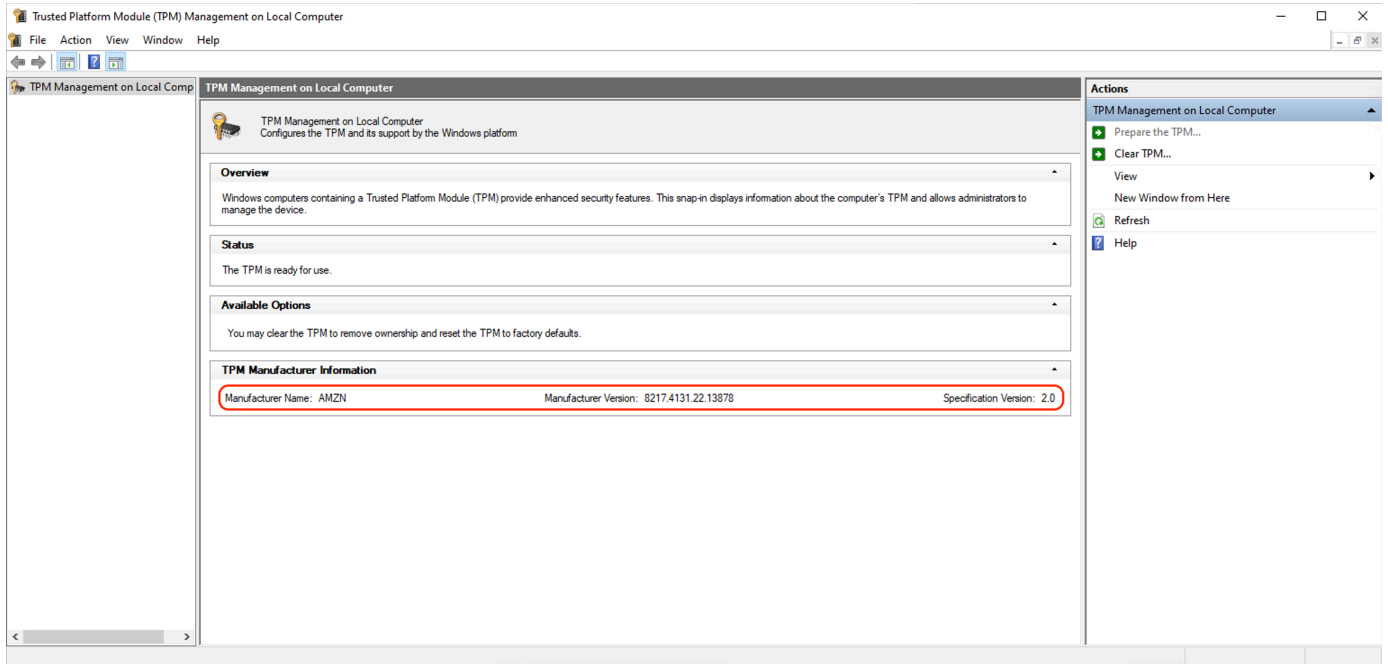 Trusted Platform Module (TPM) Management on Local Computer
File Action View Window Help
TPM Management on Local Comp
TPM Management on Local Computer
TPM Management on Local Computer
Configures the TPM and its support by the Windows platform
Overview
Windows computers containing a Trusted Platform Module (TPM) provide enhanced security features. This snap-in displays information about the computer's TPM and allows administrators to
manage the device.
Status
The TPM is ready for use.
Available Options
You may clear the TPM to remove ownership and reset the TPM to factory defaults.
TPM Manufacturer Information
Manufacturer Name: AMZN Manufacturer Version: 8217.4131.22.13878 Specification Version: 2.0
Actions
TPM Management on Local Computer
Prepare the TPM...
Clear TPM...
View
New Window from Here
Refresh
Help